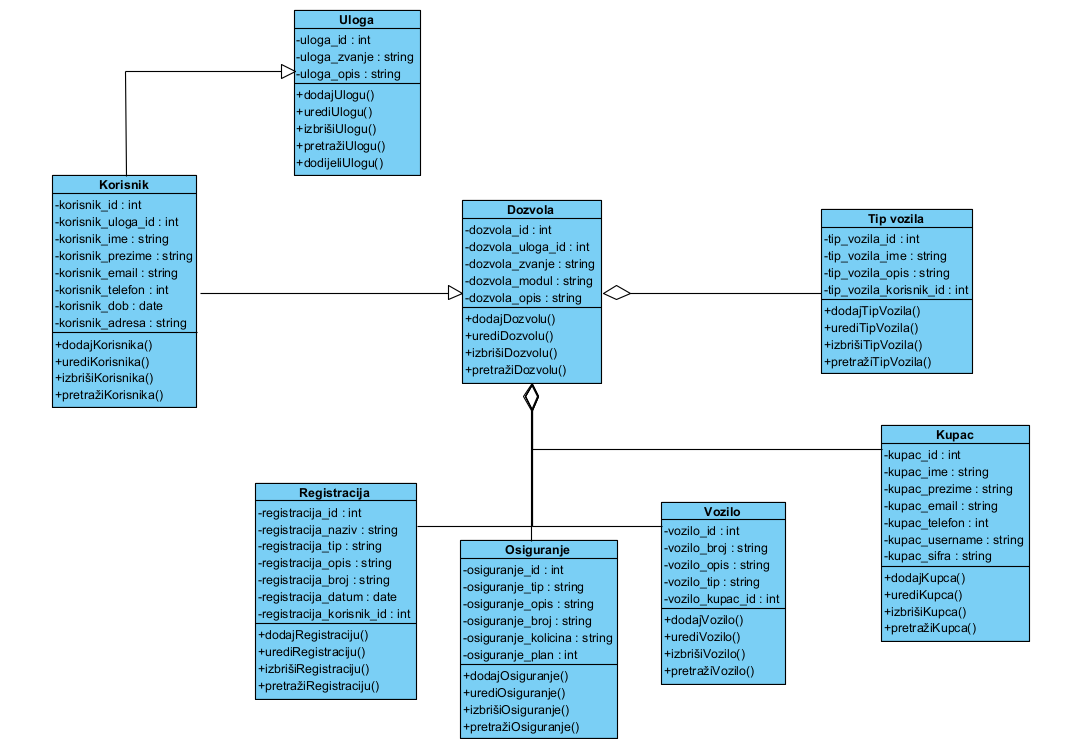 Uloga
-uloga_id : int
-uloga_zvanje : string
-uloga_opis : string
+dodajUlogu()
+urediUlogu()
+izbrišiUlogu()
+pretražiUlogu()
+dodijeliUlogu()
Korisnik
-korisnik_id : int
-korisnik_uloga_id : int
-korisnik_ime : string
-korisnik_prezime : string
-korisnik_email : string
-korisnik_telefon : int
-korisnik_dob : date
-korisnik_adresa : string
+dodajKorisnika()
+urediKorisnika()
+izbrišiKorisnika()
+pretražiKorisnika()
Dozvola
-dozvola_id : int
-dozvola_uloga_id : int
-dozvola_zvanje : string
-dozvola_modul : string
-dozvola_opis : string
+dodajDozvolu()
+urediDozvolu()
+izbrišiDozvolu()
+pretražiDozvolu()
Tip vozila
-tip_vozila_id : int
-tip_vozila_ime : string
-tip_vozila_opis : string
-tip_vozila_korisnik_id : int
+dodajTipVozila()
+urediTipVozila()
+izbrišiTipVozila()
+pretražiTipVozila()
Kupac
-kupac_id : int
-kupac_ime : string
-kupac_prezime : string
-kupac_email : string
-kupac_telefon : int
-kupac_username : string
-kupac_sifra : string
+dodajKupca()
+urediKupca()
+izbrišiKupca()
+pretražiKupca()
Registracija
-registracija_id : int
-registracija_naziv : string
-registracija_tip : string
-registracija_opis : string
-registracija_broj : string
-registracija_datum : date
-registracija_korisnik_id : int
+dodajRegistraciju()
+urediRegistraciju()
+izbrišiRegistraciju()
+pretražiRegistraciju()
Osiguranje
-osiguranje_id : int
-osiguranje_tip : string
-osiguranje_opis : string
-osiguranje_broj : string
-osiguranje_kolicina : string
-osiguranje_plan : int
+dodajOsiguranje()
+urediOsiguranje()
+izbrišiOsiguranje()
+pretražiOsiguranje()
Vozilo
-vozilo_id : int
-vozilo_broj : string
-vozilo_opis : string
-vozilo_tip : string
-vozilo_kupac_id : int
+dodajVozilo()
+urediVozilo()
+izbrišiVozilo()
+pretražiVozilo()